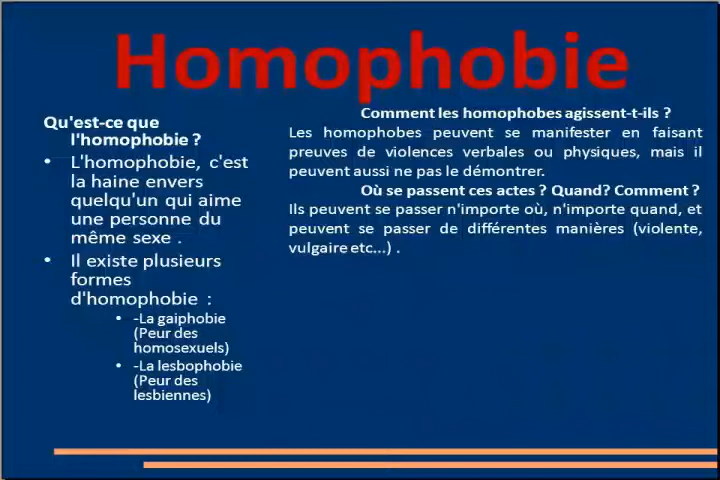 Homophobie
Qu'est-ce que
l'homophobie ?
• L'homophobie, c'est
la haine envers
quelqu'un qui aime
une personne du
même sexe .
• Il existe plusieurs
formes
d'homophobie :
• -La gaiphobie
(Peur des
homosexuels)
• -La lesbophobie
(Peur des
lesbiennes)
Comment les homophobes agissent-t-ils ?
Les homophobes peuvent se manifester en faisant
preuves de violences verbales ou physiques, mais il
peuvent aussi ne pas le démontrer.
Où se passent ces actes ? Quand? Comment ?
Ils peuvent se passer n'importe où, n'importe quand, et
peuvent se passer de différentes manières (violente,
vulgaire etc...) .